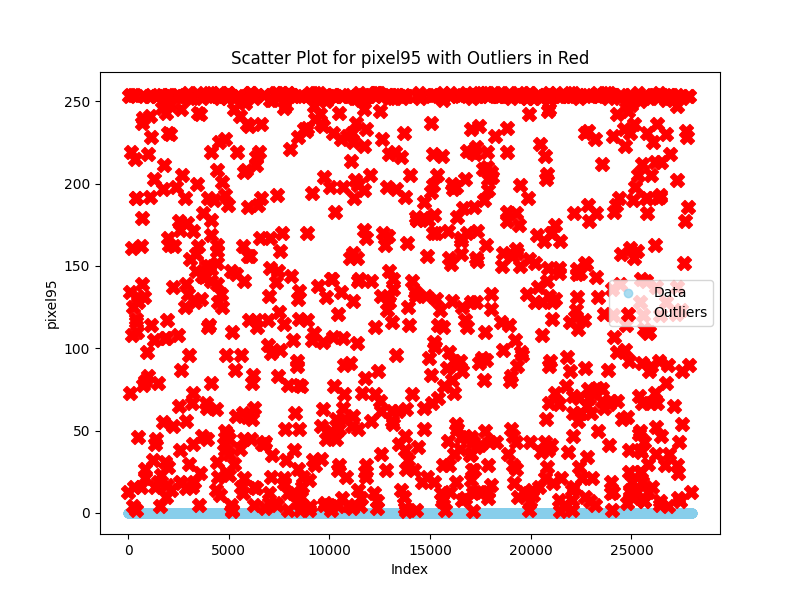 Scatter Plot for pixel95 with Outliers in Red
250
200
150
100
50
0
pixel95
Data
Outliers
0
5000
10000
15000
20000
25000
Index